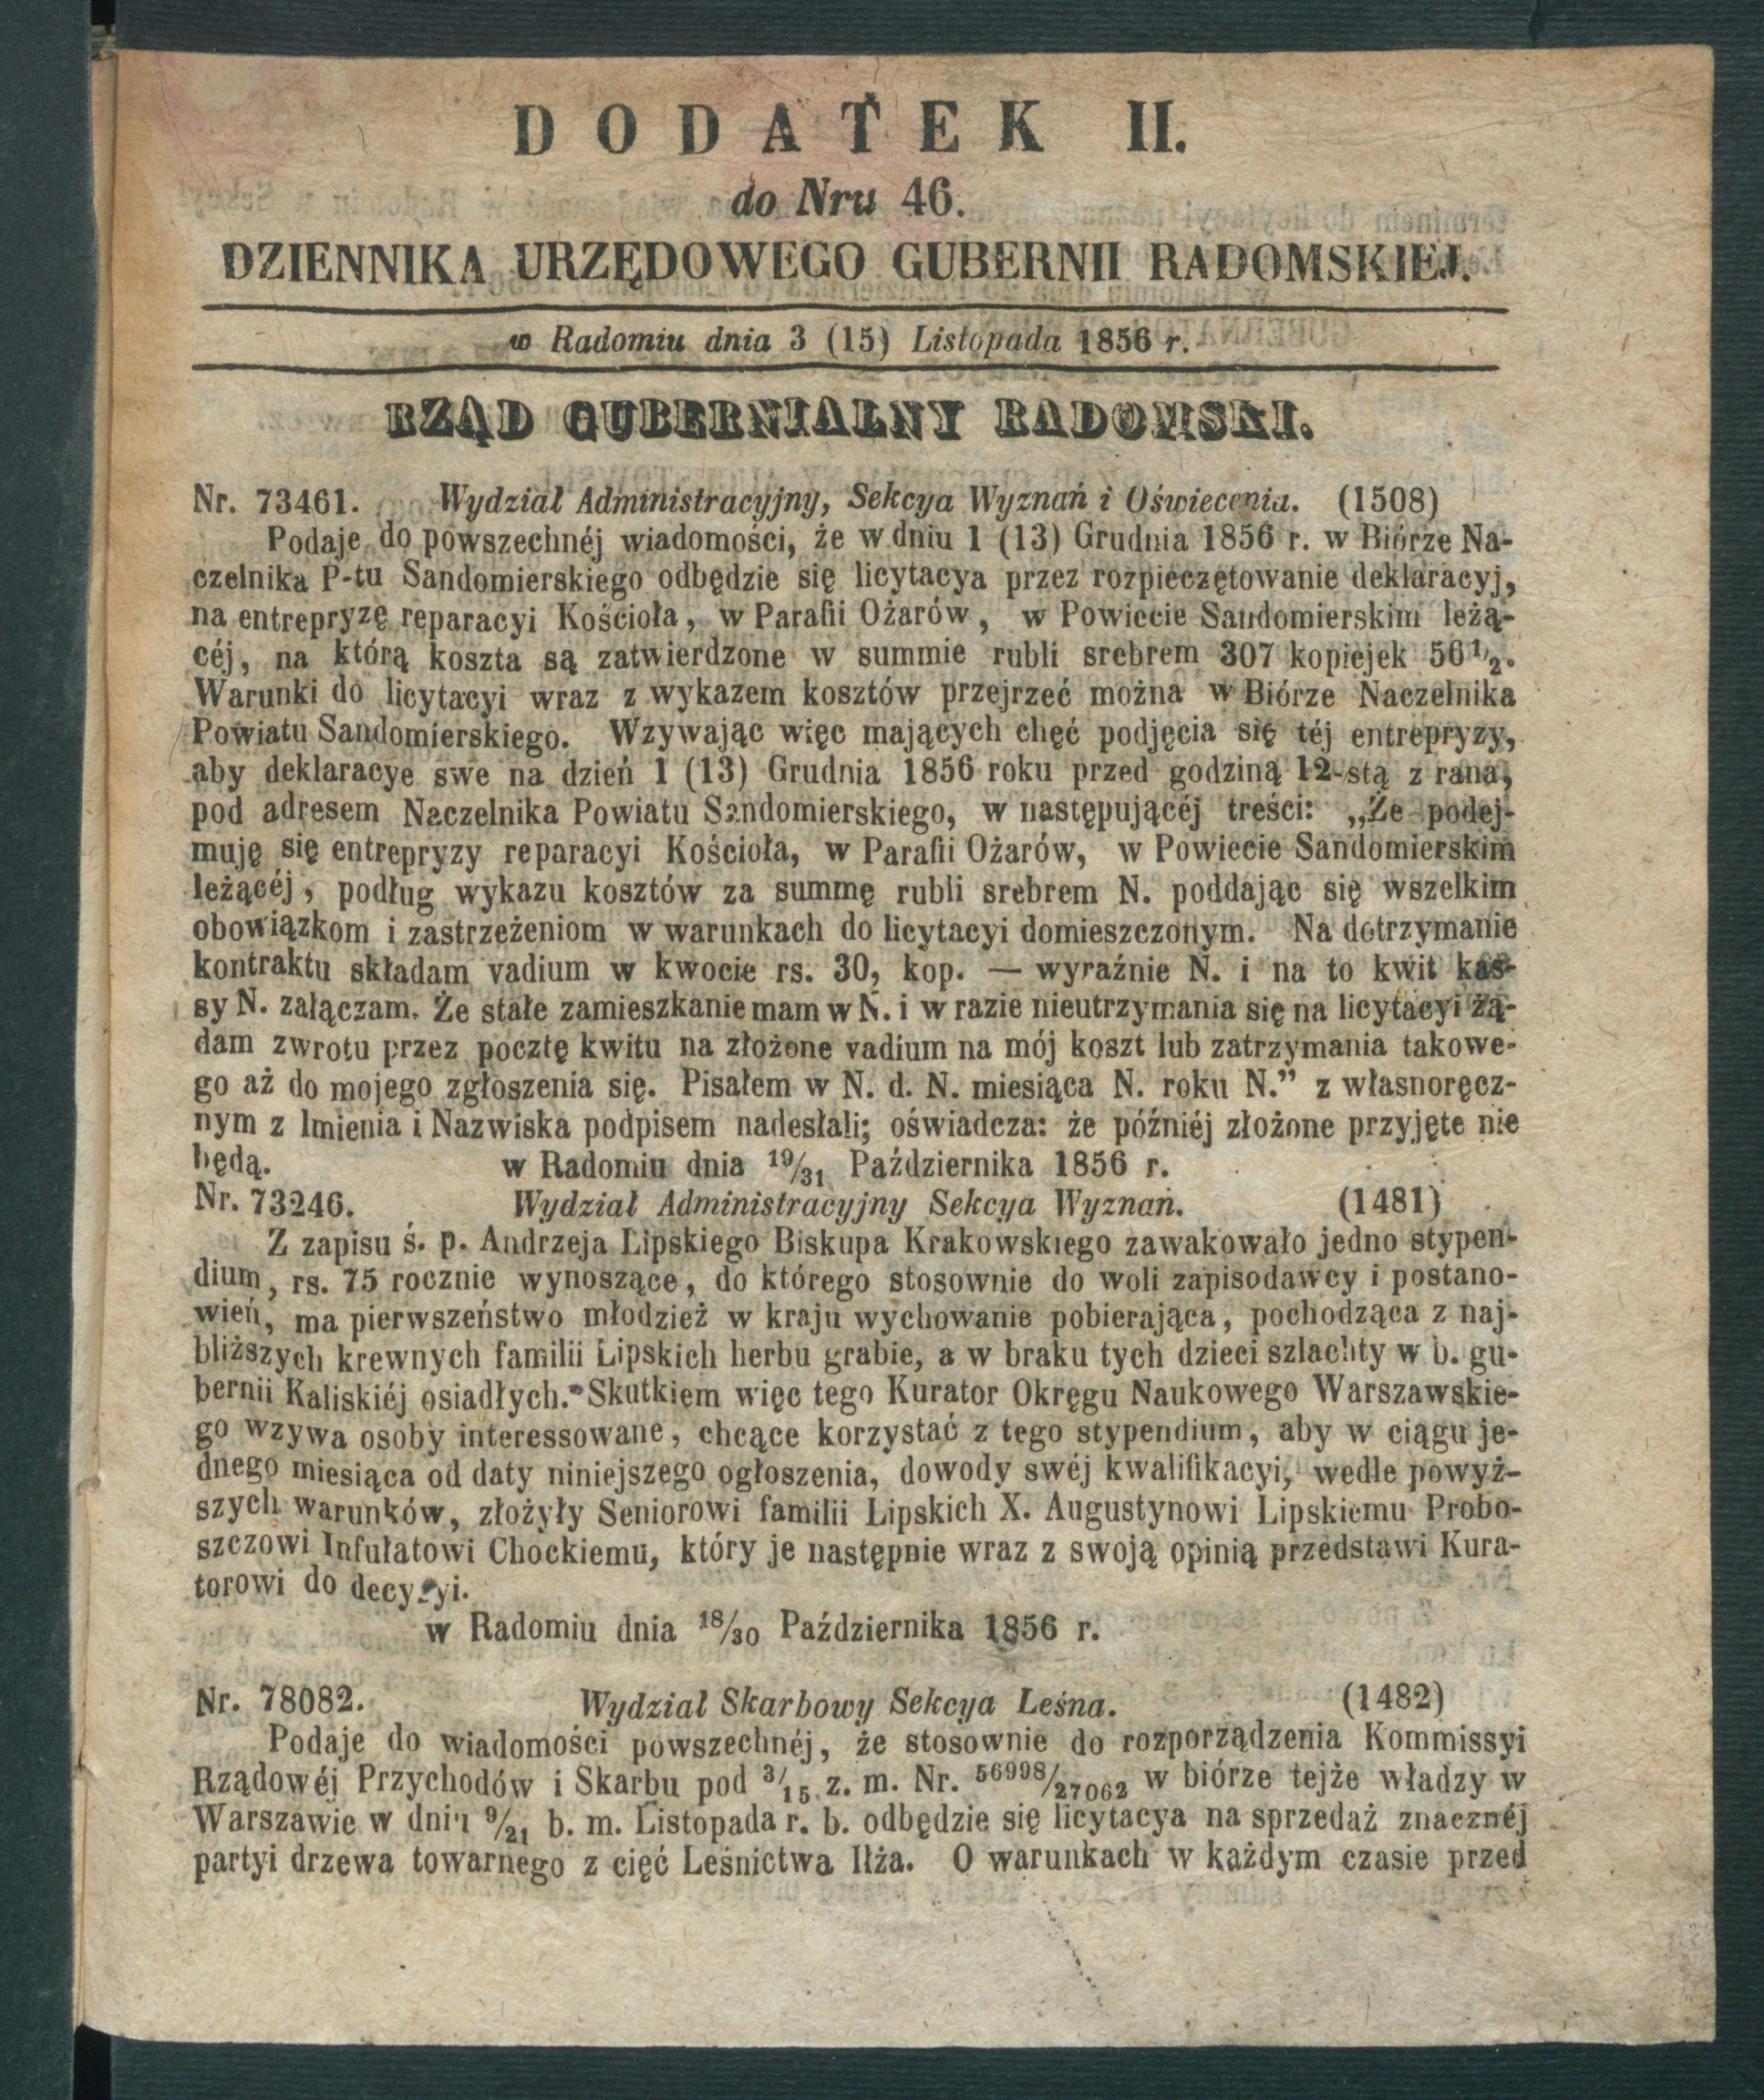 DODATEK II.
do Nru 46.
DZIENNIKA URZĘDOWEGO GUBERNII RADOMSKIEJ.
w Radomiu dnia 3 (15) Listopada 1856 r.
RZĄD GUBERNIALNY RADOMSKI.
Nr. 73461. Wydział Administracyjny, Sekcya Wyznań i Oświecenia. (1508)
Podaje do powszechnéj wiadomości, że w dniu 1 (13) Grudnia 1856 r. w Biórze Na-
czelnika P-tu Sandomierskiego odbędzie się licytacya przez rozpieczętowanie deklaracyj,
na entrepryzę reparacyi Kościoła, w Parafii Ożarów, w Powiecie Sandomierskim leżą-
céj, na którą koszta są zatwierdzone w summie rubli srebrem 307 kopiejek 56 1/2.
Warunki do licytacyi wraz z wykazem kosztów przejrzeć można w Biórze Naczelnika
Powiatu Sandomierskiego. Wzywając więc mających chęć podjęcia się téj entrepryzy,
aby deklaracye swe na dzień 1 (13) Grudnia 1856 roku przed godziną 12-stą z rana,
pod adresem Naczelnika Powiatu Sandomierskiego, w następującéj treści: „Że podej-
muję się entrepryzy reparacyi Kościoła, w Parafii Ożarów, w Powiecie Sandomierskim
leżącéj, podług wykazu kosztów za summę rubli srebrem N. poddając się wszelkim
obowiązkom i zastrzeżeniom w warunkach do licytacyi domieszczonym. Na dotrzymanie
kontraktu składam vadium w kwocie rs. 30, kop. — wyraźnie N. i na to kwit kas-
sy N. załączam. Że stałe zamieszkanie mam w N. i w razie nieutrzymania się na licytacyi żą-
dam zwrotu przez pocztę kwitu na złożone vadium na mój koszt lub zatrzymania takowe-
go aż do mojego zgłoszenia się. Pisałem w N. d. N. miesiąca N. roku N.” z własnoręcz-
nym z Imienia i Nazwiska podpisem nadesłali; oświadcza: że późniéj złożone przyjęte nie
będą. w Radomiu dnia 19/31 Października 1856 r.
Nr. 73246. Wydział Administracyjny Sekcya Wyznań. (1481)
Z zapisu ś. p. Andrzeja Lipskiego Biskupa Krakowskiego zawakowało jedno stypen-
dium, rs. 75 rocznie wynoszące, do którego stosownie do woli zapisodawcy i postano-
wień, ma pierwszeństwo młodzież w kraju wychowanie pobierająca, pochodząca z naj-
bliższych krewnych familii Lipskich herbu grabie, a w braku tych dzieci szlachty w b. gu-
bernii Kaliskiéj osiadłych. Skutkiem więc tego Kurator Okręgu Naukowego Warszawskie-
go wzywa osoby interessowane, chcące korzystać z tego stypendium, aby w ciągu je-
dnego miesiąca od daty niniejszego ogłoszenia, dowody swéj kwalifikacyi, wedle powyż-
szych warunków, złożyły Seniorowi familii Lipskich X. Augustynowi Lipskiemu Probo-
szczowi Infułatowi Chockiemu, który je następnie wraz z swoją opinią przedstawi Kura-
torowi do decyzyi.
w Radomiu dnia 18/30 Października 1856 r.
Nr. 78082. Wydział Skarbowy Sekcya Leśna. (1482)
Podaje do wiadomości powszechnéj, że stosownie do rozporządzenia Kommissyi
Rządowéj Przychodów i Skarbu pod 3/15 z. m. Nr. 56998/27062 w biórze tejże władzy w
Warszawie w dniu 9/21 b. m. Listopada r. b. odbędzie się licytacya na sprzedaż znacznéj
partyi drzewa towarnego z cięć Leśnictwa Iłża. O warunkach w każdym czasie przed